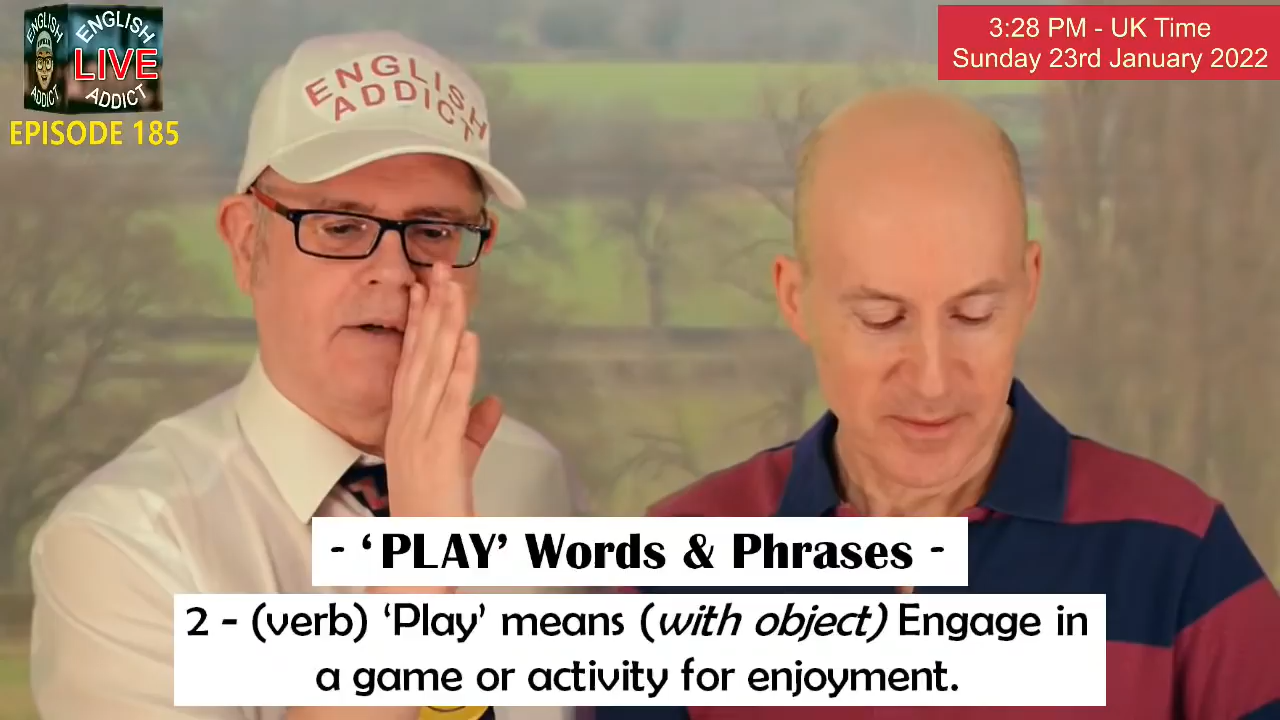 ENGLISH
ADDICT
ENGLISH
LIVE
ADDICT
EPISODE 185
3:28 PM - UK Time
Sunday 23rd January 2022
ENGLISH
ADDICT
- ‘PLAY’ Words & Phrases -
2 - (verb) ‘Play’ means (with object) Engage in
a game or activity for enjoyment.